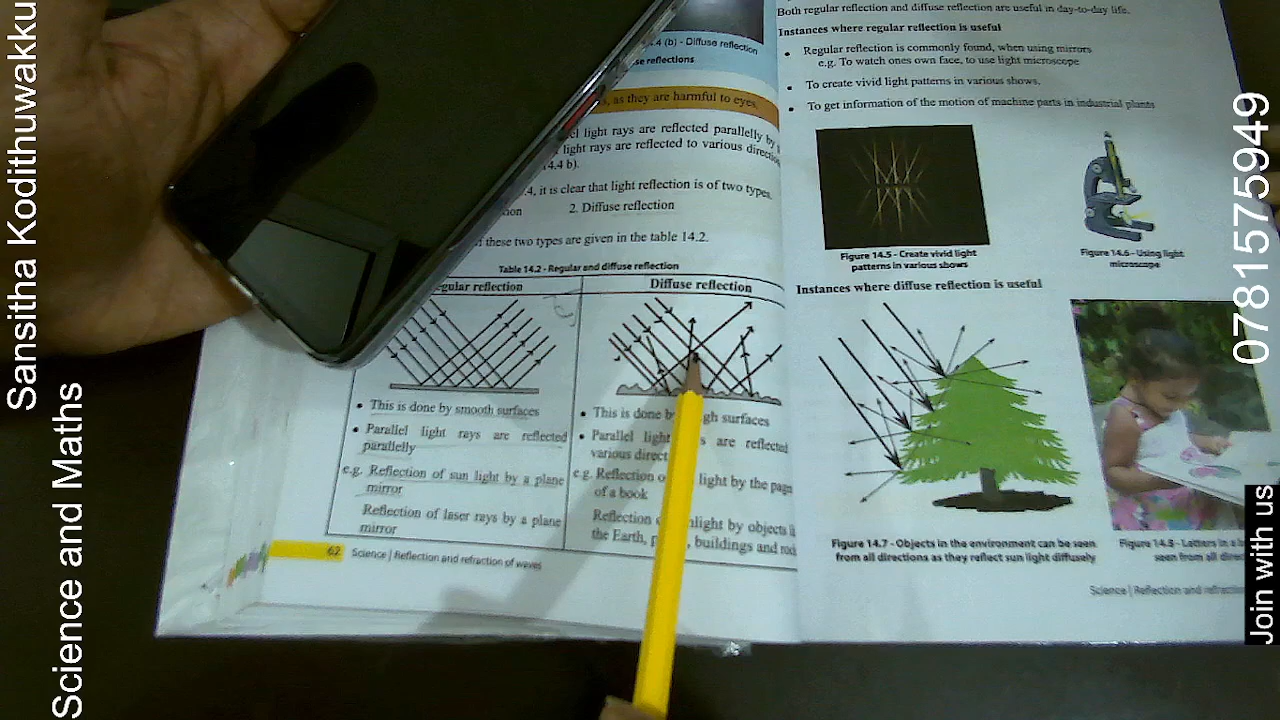 Sansitha Kodithuwakku
Science and Maths
4 (b) - Diffuse reflection
reflections
as they are harmful to eyes.
light rays are reflected parallelly by
light rays are reflected to various
4.4 b).
it is clear that light reflection is of two types.
2. Diffuse reflection
these two types are given in the table 14.2.
Table 14.2 - Regular and diffuse reflection
gular reflection
Diffuse reflection
• This is done by smooth surfaces
• Parallel light rays are reflected
parallelly
e.g. Reflection of sun light by a plane
mirror
Reflection of laser rays by a plane
mirror
• This is done gh surfaces
• Parallel light are reflected
various
e.g. Reflection light by the
of a book
Reflection light by objects
the Earth, buildings and
62 Science | Reflection and refraction of waves
Both regular reflection and diffuse reflection are useful in day-to-day life.
Instances where regular reflection is useful
• Regular reflection is commonly found, when using mirrors
e.g. To watch ones own face, to use light microscope
• To create vivid light patterns in various shows.
• To get information of the motion of machine parts in industrial plants
Figure 14.5 - Create vivid light
patterns in various shows
Figure 14.6 - Using light
microscope
Instances where diffuse reflection is useful
Figure 14.7 - Objects in the environment can be seen
from all directions as they reflect sun light diffusely
Figure 14.8 - Letters in a
seen from all
Science | Reflection and
0781575949
Join with us